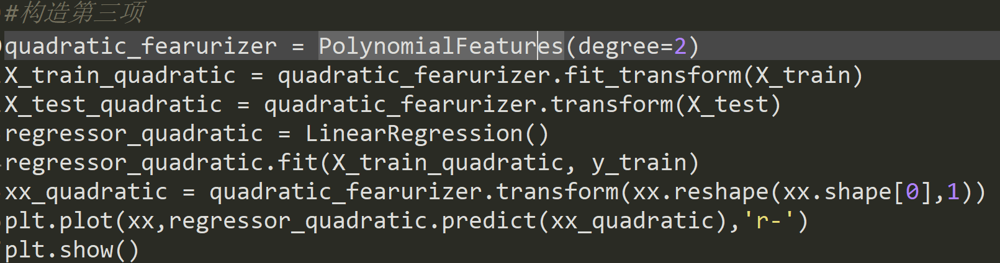 #构造第三项
quadratic_fearurizer = PolynomialFeatures(degree=2)
X_train_quadratic = quadratic_fearurizer.fit_transform(X_train)
X_test_quadratic = quadratic_fearurizer.transform(X_test)
regressor_quadratic = LinearRegression()
regressor_quadratic.fit(X_train_quadratic, y_train)
xx_quadratic = quadratic_fearurizer.transform(xx.reshape(xx.shape[0],1))
plt.plot(xx,regressor_quadratic.predict(xx_quadratic),'r-')
plt.show()